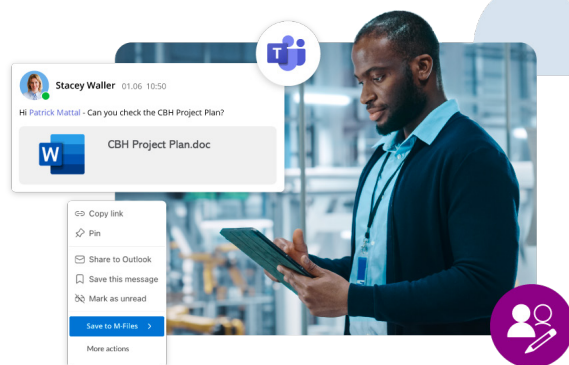 Stacey Waller 01.06 10:50
Hi Patrick Mattal - Can you check the CBH Project Plan?
W CBH Project Plan.doc
T
Copy link
Pin
Share to Outlook
Save this message
Mark as unread
Save to M-Files >
More actions